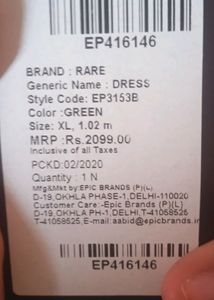 EP416146
BRAND : RARE
Generic Name : DRESS
Style Code: EP3153B
Color :GREEN
Size: XL, 1.02 m
MRP :Rs.2099.00
Inclusive of all Taxes
PCKD:02/2020
Quantity : 1 N
Mfg&Mkt by:EPIC BRANDS (P)(L)
D-19,OKHLA PHASE-1,DELHI-110020
Customer Care:-Epic Brands (P)(L)
D-19,OKHLA PH-1,DELHI,T-41058525
T-41058525,E-mail:aabid@epicbrands.in
EP416146